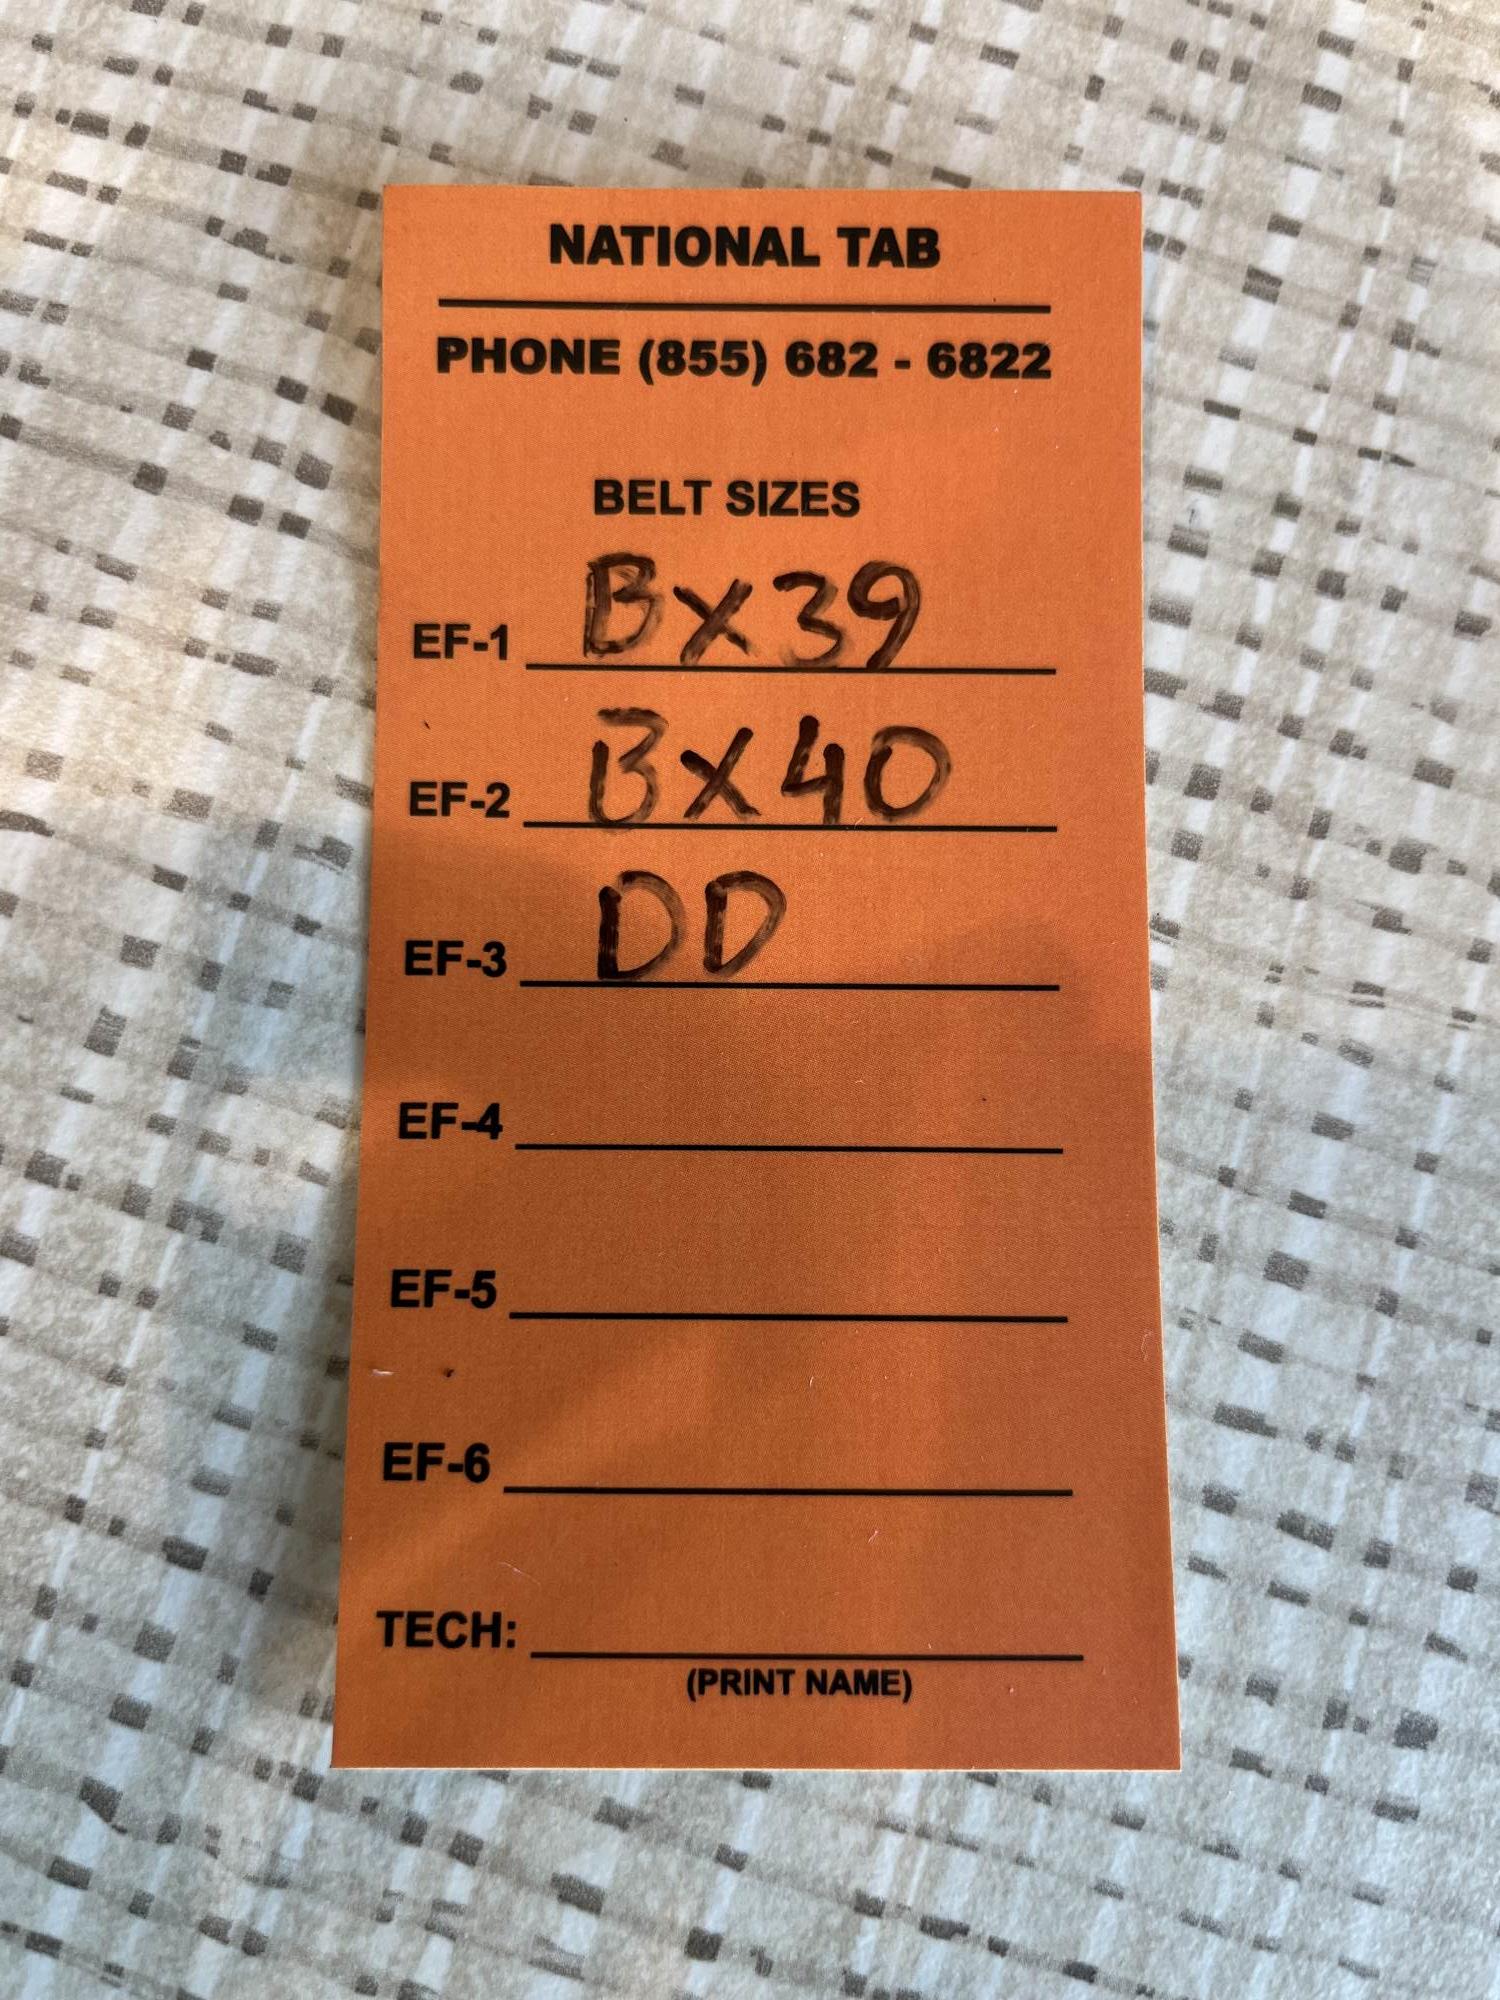 NATIONAL TAB
PHONE (855) 682 - 6822
BELT SIZES
EF-1 BX39
EF-2 BX40
EF-3 DD
EF-4
EF-5
EF-6
TECH:
(PRINT NAME)